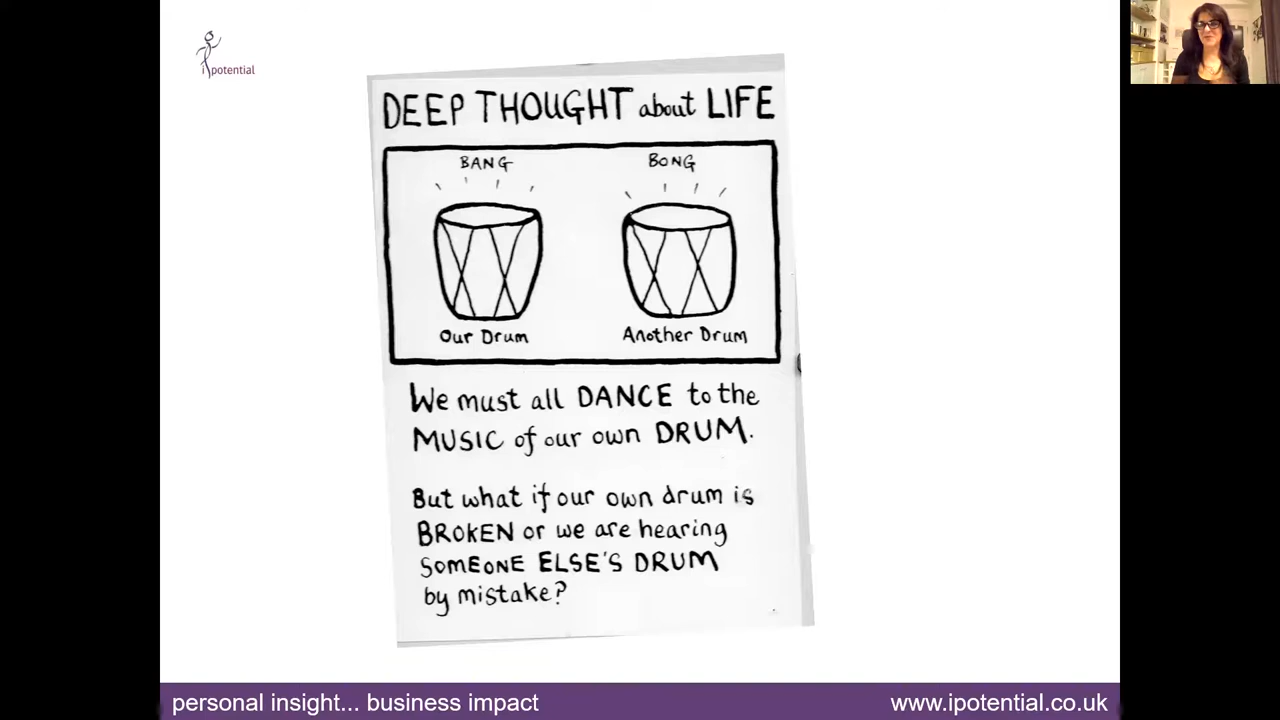 ipotential
DEEP THOUGHT about LIFE
BANG
BONG
Our Drum
Another Drum
We must all DANCE to the
MUSIC of our own DRUM.
But what if our own drum is
BROKEN or we are hearing
SOMEONE ELSE'S DRUM
by mistake?
personal insight... business impact
www.ipotential.co.uk